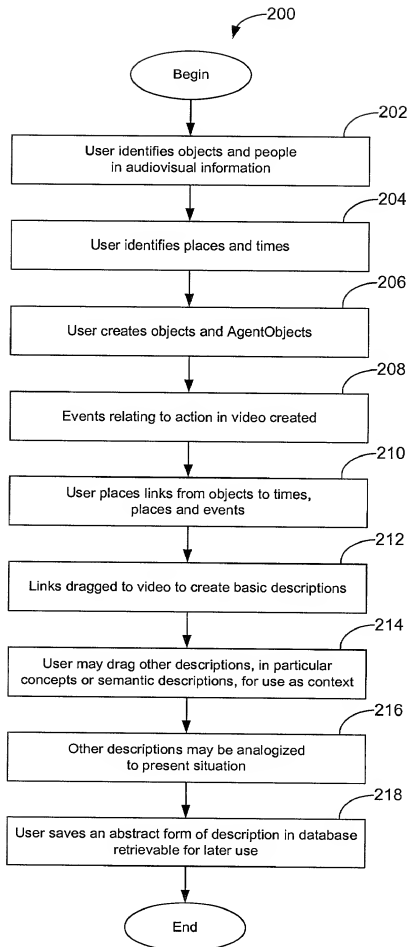 200
Begin
202
User identifies objects and people
in audiovisual information
204
User identifies places and times
206
User creates objects and AgentObjects
208
Events relating to action in video created
210
User places links from objects to times,
places and events
212
Links dragged to video to create basic descriptions
214
User may drag other descriptions, in particular
concepts or semantic descriptions, for use as context
216
Other descriptions may be analogized
to present situation
218
User saves an abstract form of description in database
retrievable for later use
End